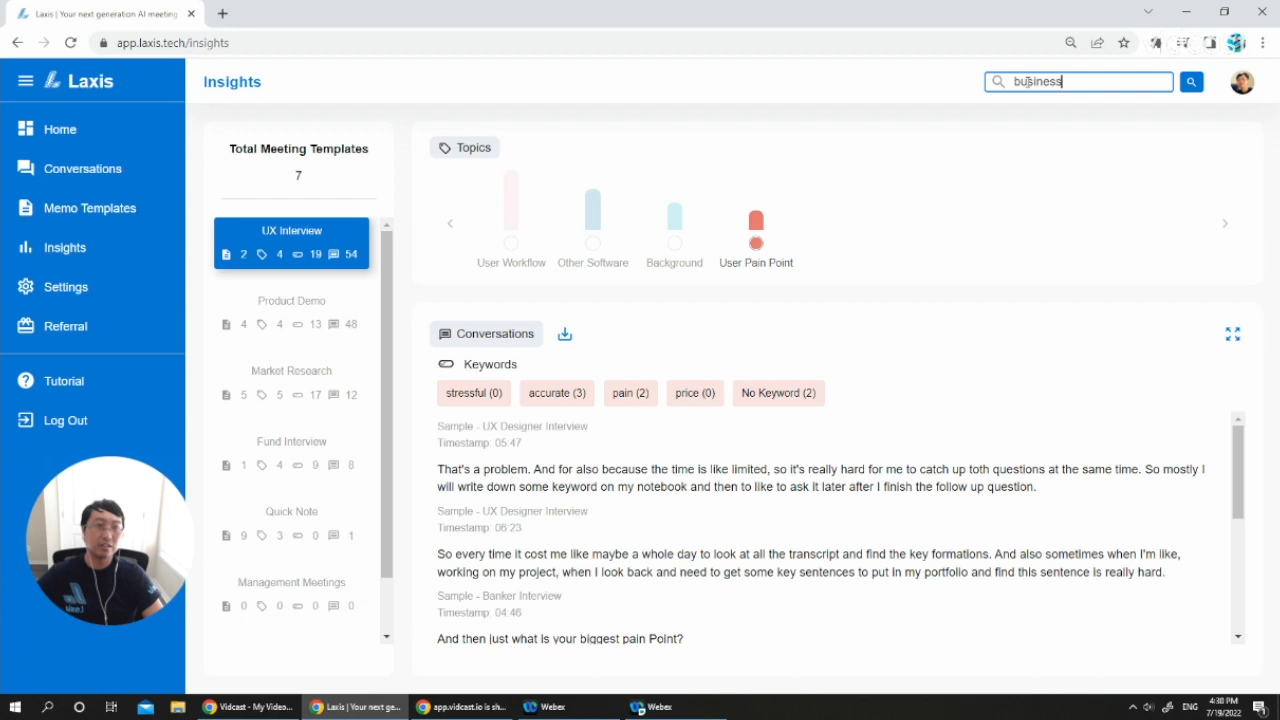 Laxis | Your next generation AI meeting
app.laxis.tech/insights
Laxis
Insights
business
Home
Conversations
Memo Templates
Insights
Settings
Referral
Tutorial
Log Out
Total Meeting Templates
7
UX Interview
2 4 19 54
Product Demo
4 4 13 48
Market Research
5 5 17 12
Fund Interview
1 4 9 8
Quick Note
9 3 0 1
Management Meetings
0 0 0 0
Topics
User Workflow Other Software Background User Pain Point
Conversations
Keywords
stressful (0) accurate (3) pain (2) price (0) No Keyword (2)
Sample - UX Designer Interview
Timestamp: 05:47
That's a problem. And for also because the time is like limited, so it's really hard for me to catch up toth questions at the same time. So mostly I
will write down some keyword on my notebook and then to like to ask it later after I finish the follow up question.
Sample - UX Designer Interview
Timestamp: 06:23
So every time it cost me like maybe a whole day to look at all the transcript and find the key formations. And also sometimes when I'm like,
working on my project, when I look back and need to get some key sentences to put in my portfolio and find this sentence is really hard.
Sample - Banker Interview
Timestamp: 04:46
And then just what is your biggest pain Point?
Vidcast - My Video... Laxis | Your next ge... app.vidcast.io is sh... Webex Webex
ENG
4:30 PM
7/19/2022